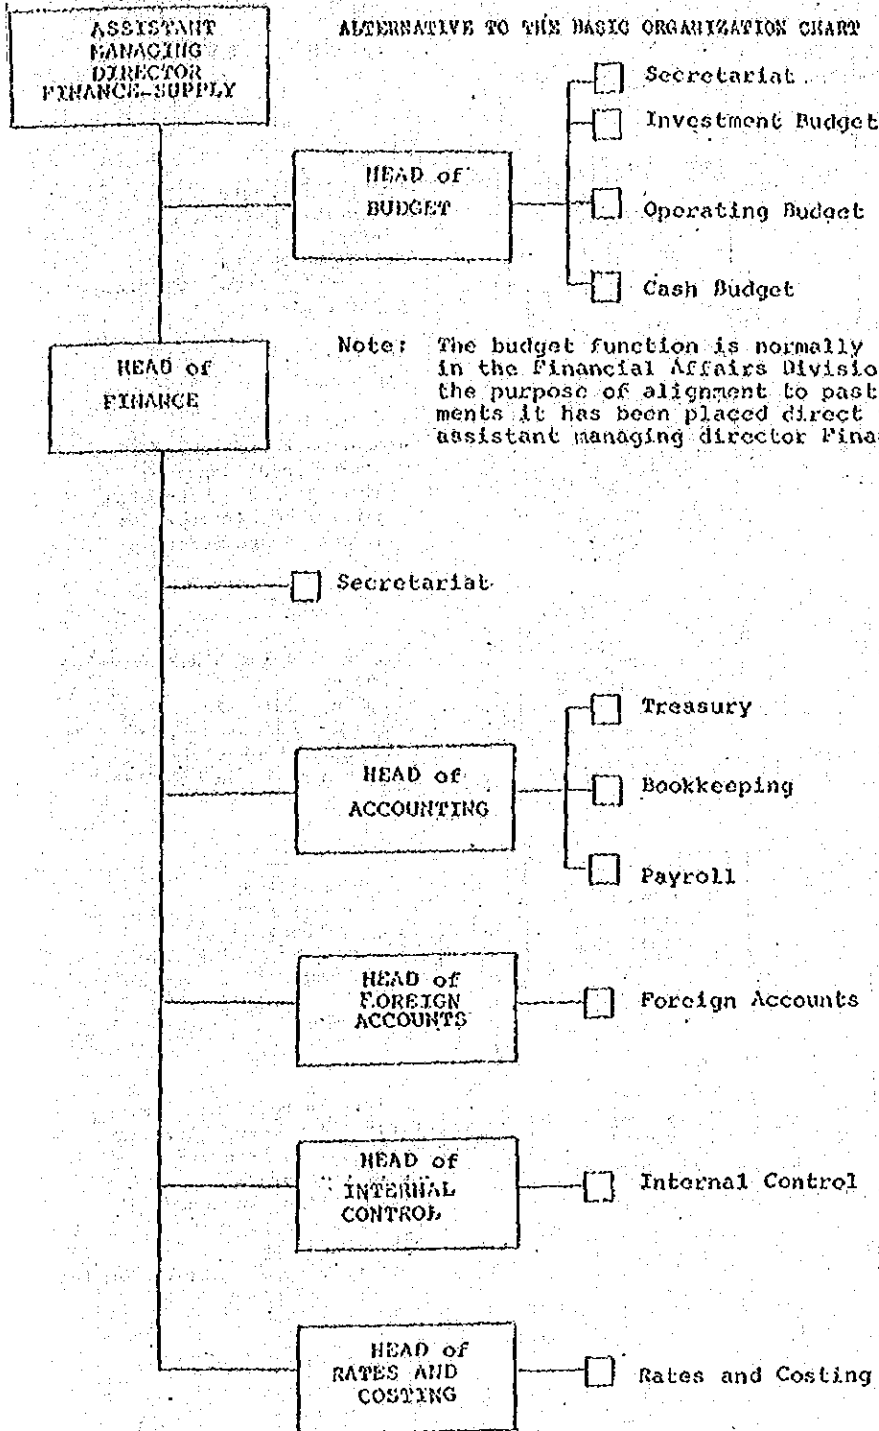 ASSISTANT
MANAGING
DIRECTOR
FINANCE-SUPPLY
ALTERNATIVE TO THE BASIC ORGANIZATION CHART
Secretariat
Investment Budget
HEAD of
BUDGET
Operating Budget
Cash Budget
HEAD of
FINANCE
Note: The budget function is normally
in the Financial Affairs Divisio
the purpose of alignment to past
ments it has been placed direct
assistant managing director Fina
Secretariat
Treasury
HEAD of
ACCOUNTING
Bookkeeping
Payroll
HEAD of
FOREIGN
ACCOUNTS
Foreign Accounts
HEAD of
INTERNAL
CONTROL
Internal Control
HEAD of
RATES AND
COSTING
Rates and Costing